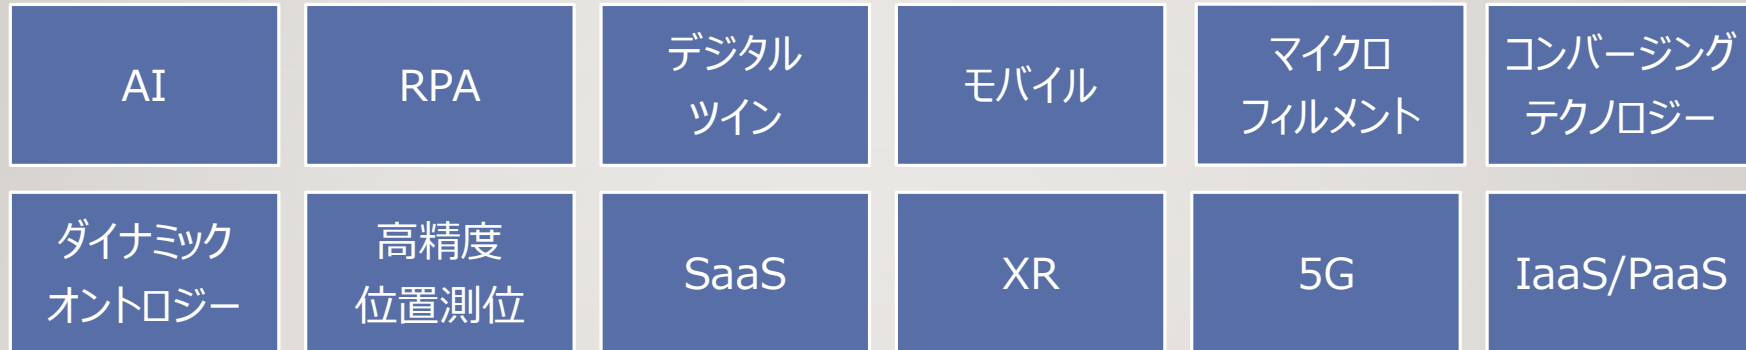 AI
RPA
デジタル
ツイン
モバイル
マイクロ
フィルメント
コンバージング
テクノロジー
ダイナミック
オントロジー
高精度
位置測位
SaaS
XR
5G
IaaS/PaaS